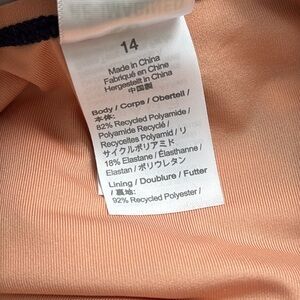 14
Made in China
Fabriqué en Chine
Hergestellt in China
中国製
Body / Corps / Oberteil /
本体:
82% Recycled Polyamide /
Polyamide Recyclé /
Recyceltes Polyamid / リ
サイクルポリアミド
18% Elastane / Élasthanne /
Elastan / ポリウレタン
Lining / Doublure / Futter
/ 裏地:
92% Recycled Polyester /